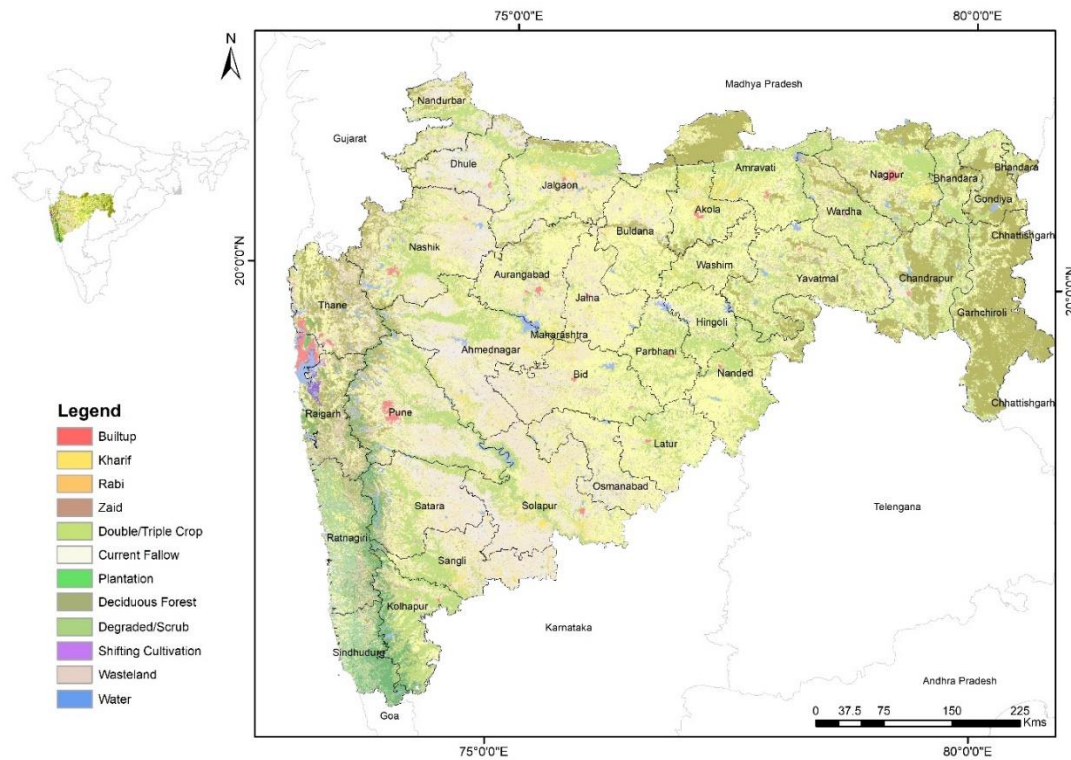 75°0'0"E
80°0'0"E
N
Madhya Pradesh
Nandurbar
Gujarat
Dhule
Jalgaon
Amravati
Nagpur
Bhandara
Bhandara
Gondiya
Akola
Wardha
Buldana
Nashik
Chhattishgarh
20°0'0"N
Washim
Aurangabad
Yavatmal
Chandrapur
20°0'0"N
Thane
Jalna
Garhchiroli
Hingoli
Maharashtra
Ahmednagar
Parbhani
Bid
Nanded
Chhattishgarh
Raigarh
Pune
Latur
Osmanabad
Satara
Solapur
Telengana
Ratnagiri
Sangli
Kolhapur
Karnataka
Sindhudurg
Andhra Pradesh
Goa
Legend
Builtup
Kharif
Rabi
Zaid
Double/Triple Crop
Current Fallow
Plantation
Deciduous Forest
Degraded/Scrub
Shifting Cultivation
Wasteland
Water
0 37.5 75 150 225
Kms
75°0'0"E
80°0'0"E